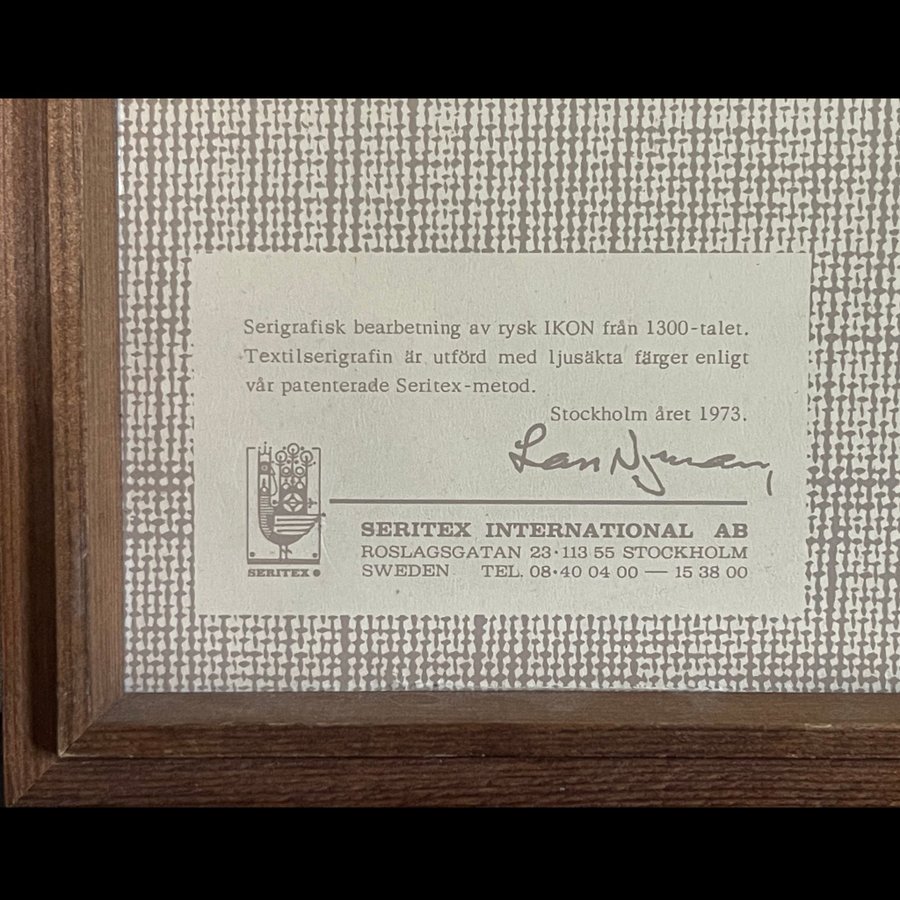 Serigrafisk bearbetning av rysk IKON från 1300-talet.
Textilserigrafin är utförd med ljusäkta färger enligt
vår patenterade Seritex-metod.
Stockholm året 1973.
Lan Nyman
SERITEX INTERNATIONAL AB
ROSLAGSGATAN 23·113 55 STOCKHOLM
SWEDEN TEL. 08·40 04 00 — 15 38 00
SERITEX